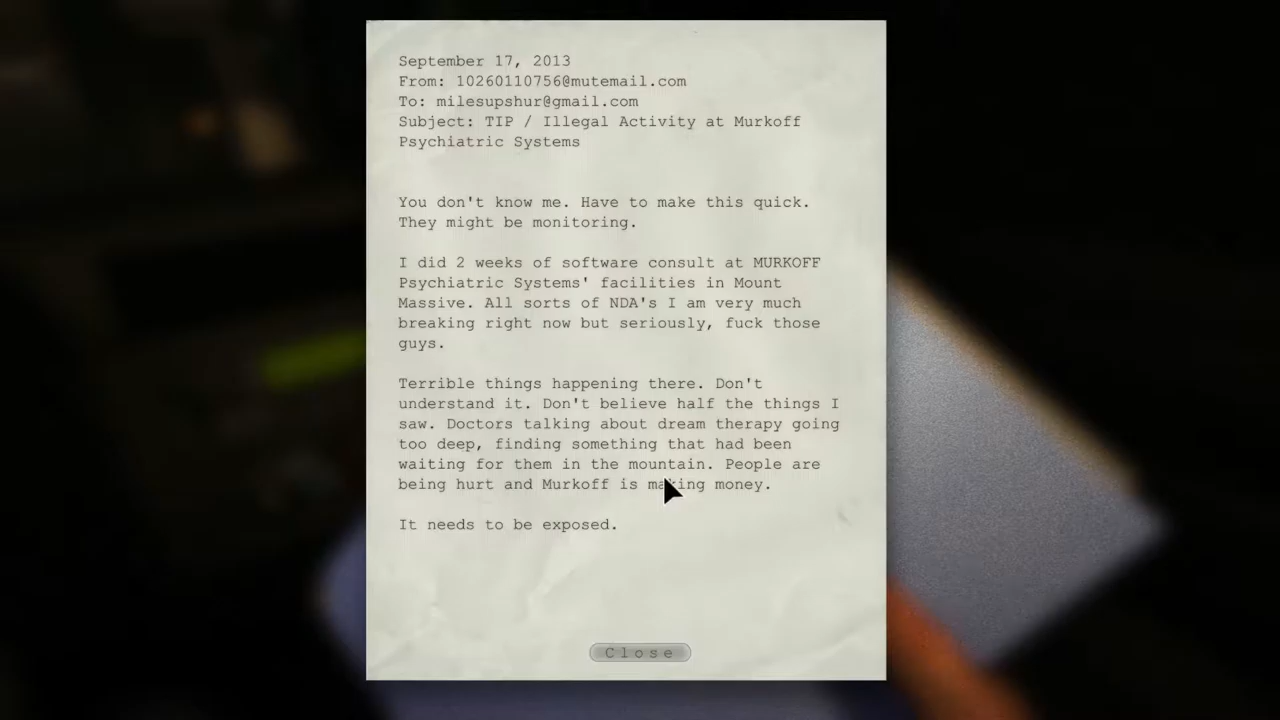 September 17, 2013
From: 10260110756@mutemail.com
To: milesupshur@gmail.com
Subject: TIP / Illegal Activity at Murkoff
Psychiatric Systems
You don't know me. Have to make this quick.
They might be monitoring.
I did 2 weeks of software consult at MURKOFF
Psychiatric Systems' facilities in Mount
Massive. All sorts of NDA's I am very much
breaking right now but seriously, fuck those
guys.
Terrible things happening there. Don't
understand it. Don't believe half the things I
saw. Doctors talking about dream therapy going
too deep, finding something that had been
waiting for them in the mountain. People are
being hurt and Murkoff is making money.
It needs to be exposed.
Close